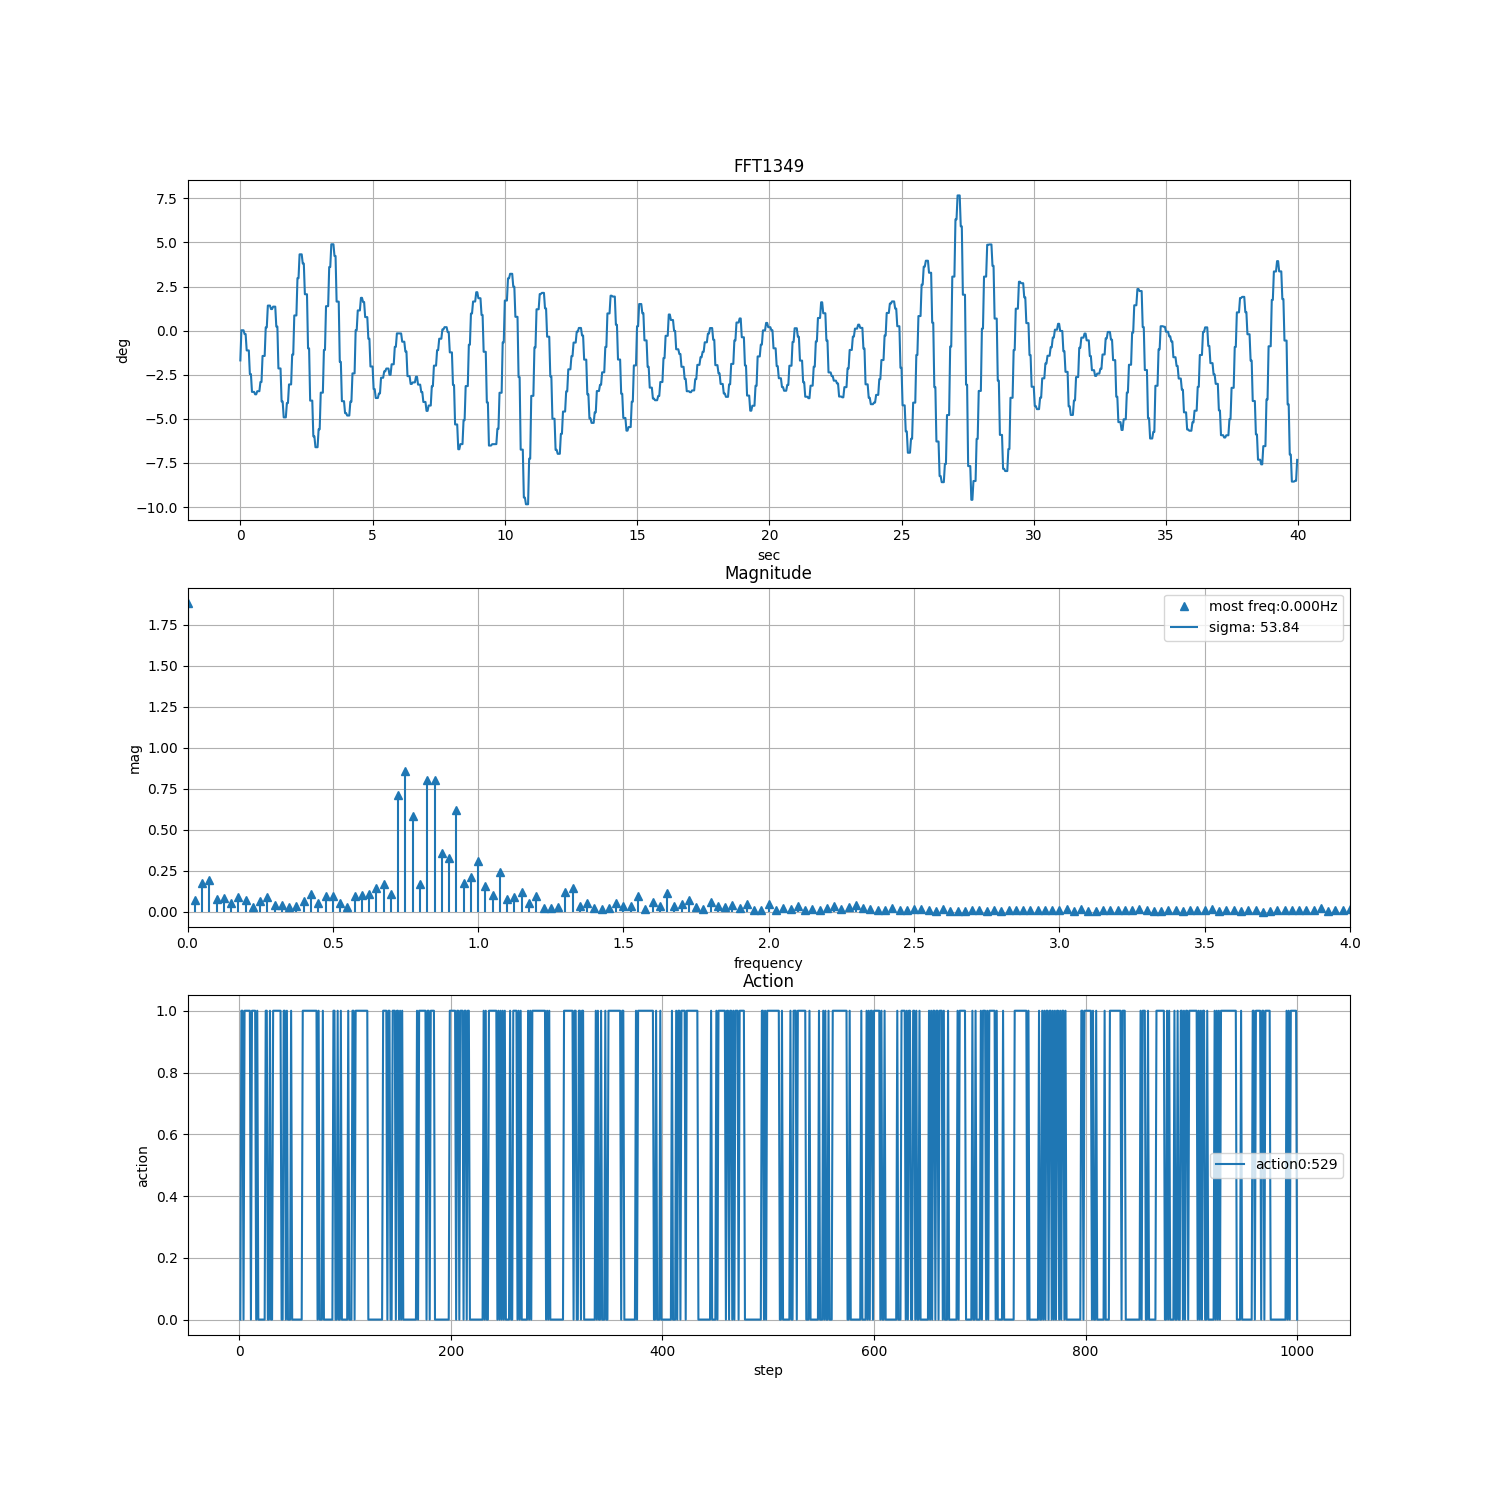 FFT1349
7.5
5.0
2.5
0.0
−2.5
−5.0
−7.5
−10.0
deg
0 5 10 15 20 25 30 35 40
sec
Magnitude
most freq:0.000Hz
sigma: 53.84
1.75
1.50
1.25
1.00
0.75
0.50
0.25
0.00
mag
0.0 0.5 1.0 1.5 2.0 2.5 3.0 3.5 4.0
frequency
Action
1.0
0.8
0.6
0.4
0.2
0.0
action
action0:529
0 200 400 600 800 1000
step